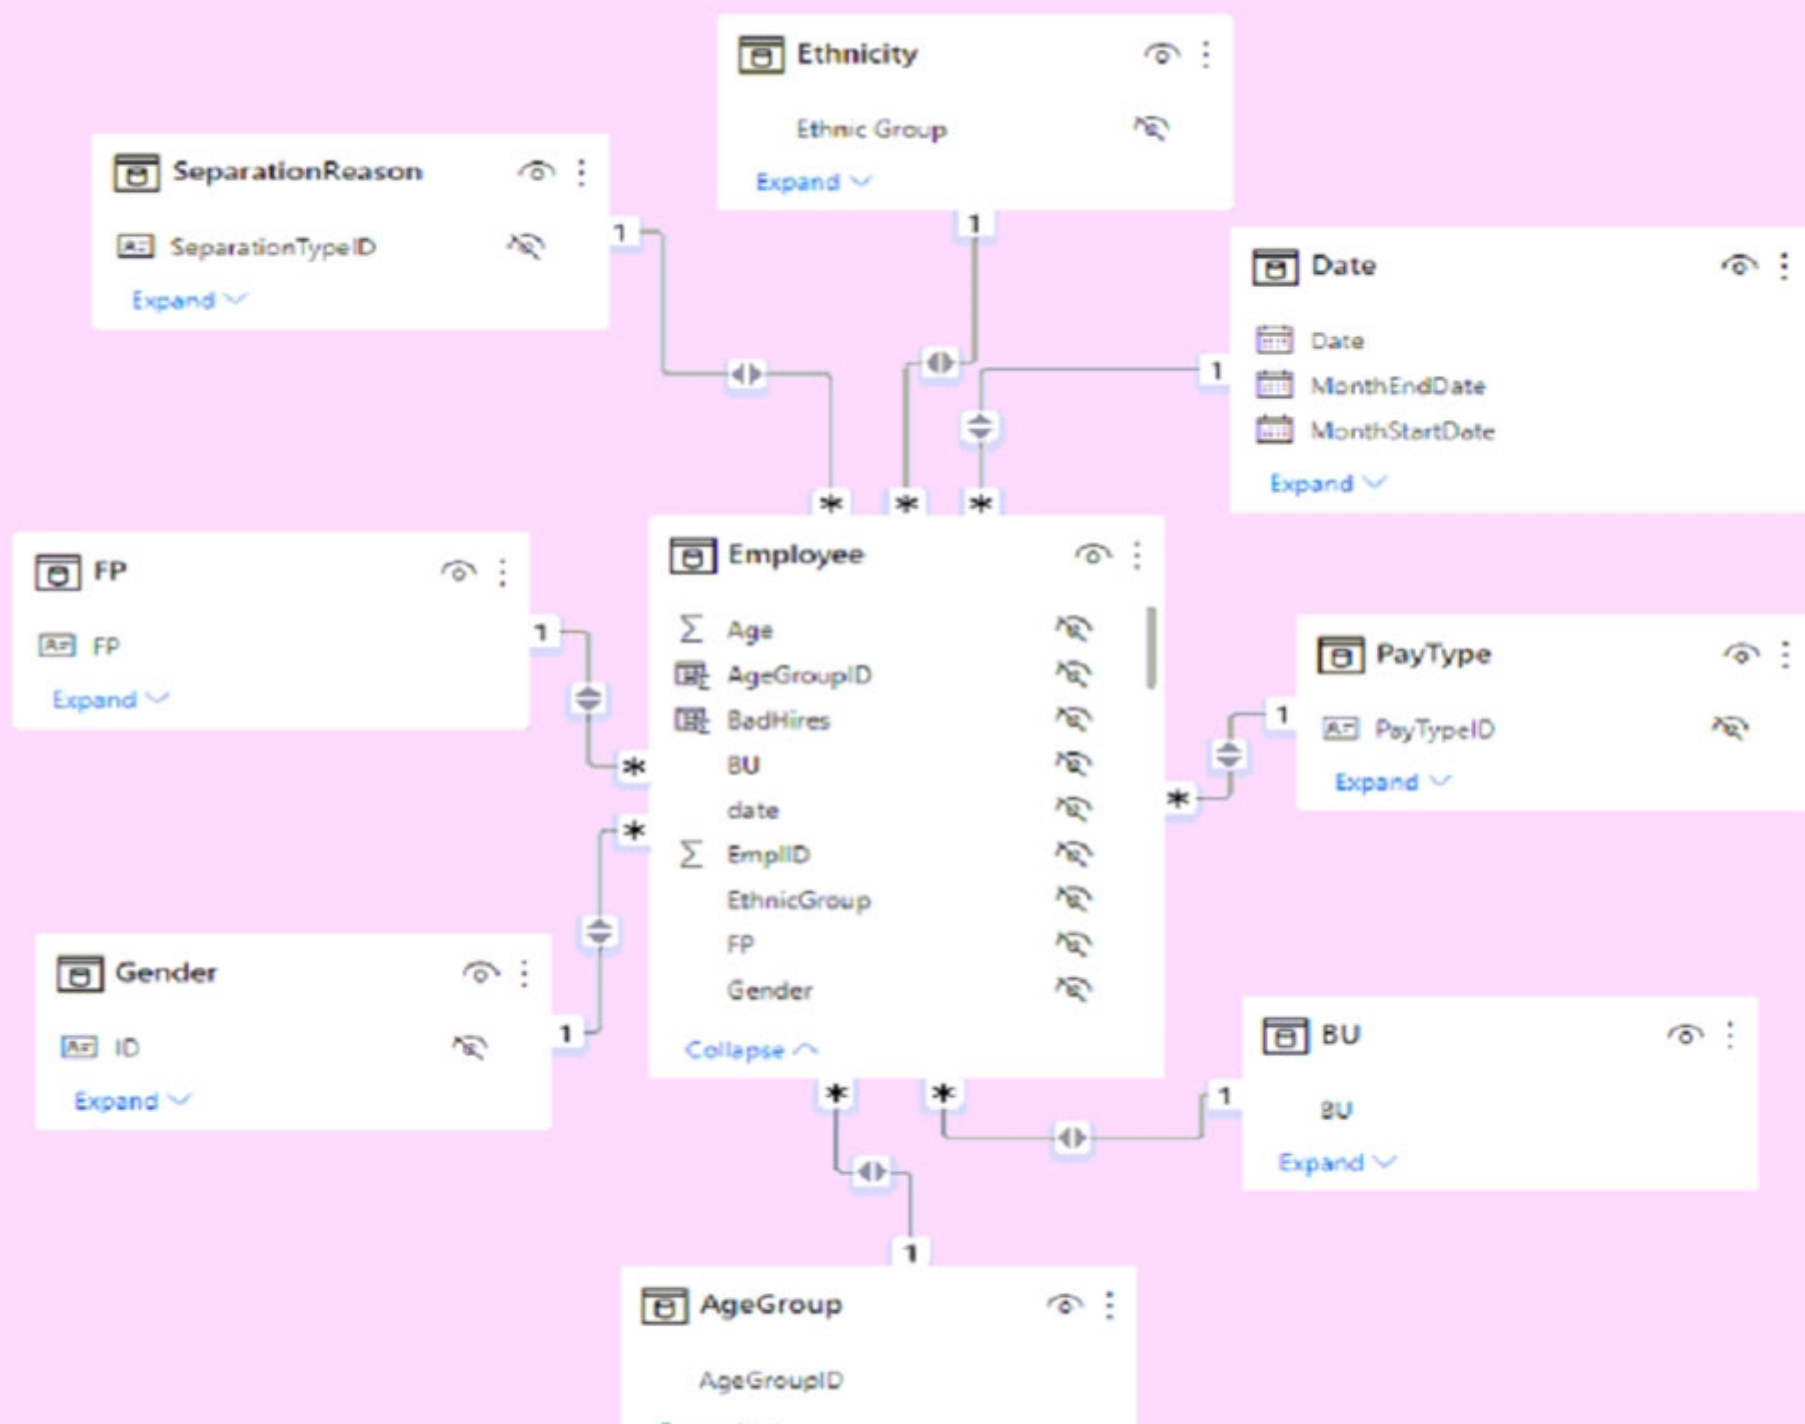 Ethnicity
Ethnic Group
Expand
1
SeparationReason
SeparationTypeID
Expand
1
Date
Date
MonthEndDate
MonthStartDate
Expand
1
* * *
FP
FP
Expand
1
*
Employee
Age
AgeGroupID
BadHires
BU
date
EmplID
EthnicGroup
FP
Gender
Collapse
PayType
PayTypeID
Expand
1
*
Gender
ID
Expand
1
*
BU
BU
Expand
1
* *
1
AgeGroup
AgeGroupID